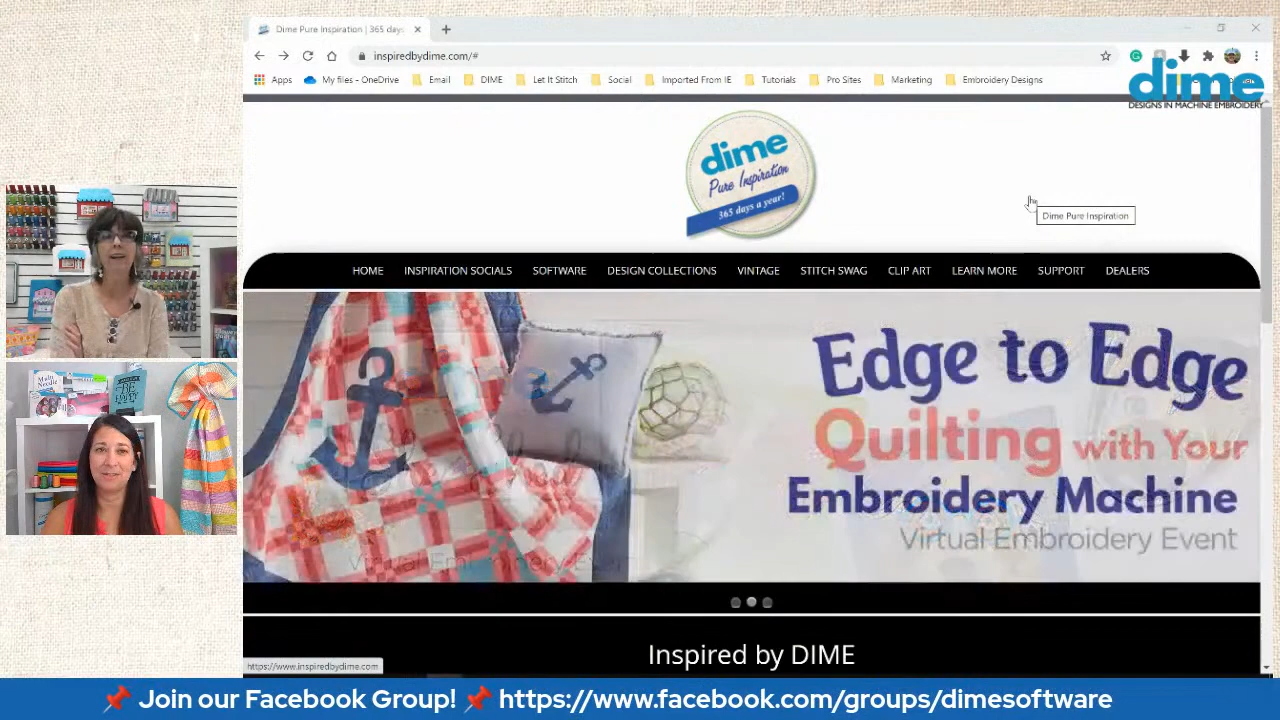 Dime Pure Inspiration | 365 days
inspiredbydime.com/#
Apps My files - OneDrive Email DIME Let It Stitch Social Imported From IE Tutorials Pro Sites Marketing Embroidery Designs
dime
DESIGNS IN MACHINE EMBROIDERY
dime
Pure Inspiration
365 days a year!
Dime Pure Inspiration
HOME INSPIRATION SOCIALS SOFTWARE DESIGN COLLECTIONS VINTAGE STITCH SWAG CLIP ART LEARN MORE SUPPORT DEALERS
Edge to Edge
Quilting with Your
Embroidery Machine
Virtual Embroidery Event
Inspired by DIME
https://www.inspiredbydime.com
📌 Join our Facebook Group! 📌 https://www.facebook.com/groups/dimesoftware